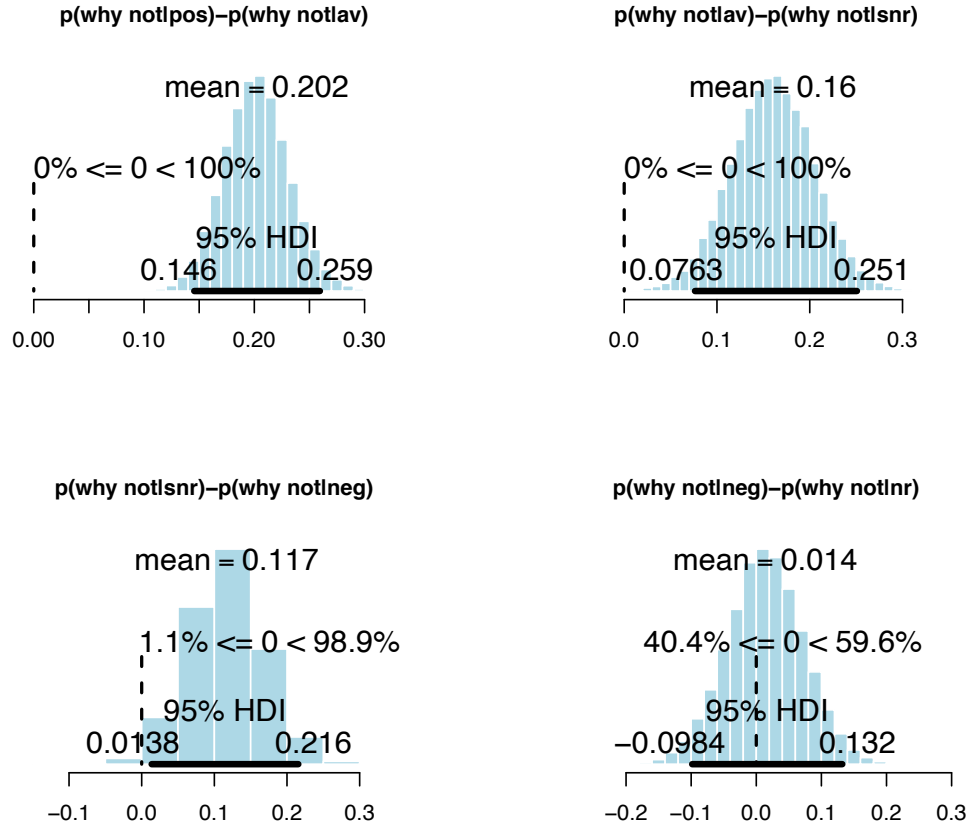 p(why not|pos)−p(why not|av)
mean = 0.202
0% <= 0 < 100%
95% HDI
0.146 0.259
0.00 0.10 0.20 0.30
p(why not|av)−p(why not|snr)
mean = 0.16
0% <= 0 < 100%
95% HDI
0.0763 0.251
0.0 0.1 0.2 0.3
p(why not|snr)−p(why not|neg)
mean = 0.117
1.1% <= 0 < 98.9%
95% HDI
0.0138 0.216
−0.1 0.0 0.1 0.2 0.3
p(why not|neg)−p(why not|nr)
mean = 0.014
40.4% <= 0 < 59.6%
95% HDI
−0.0984 0.132
−0.2 −0.1 0.0 0.1 0.2 0.3